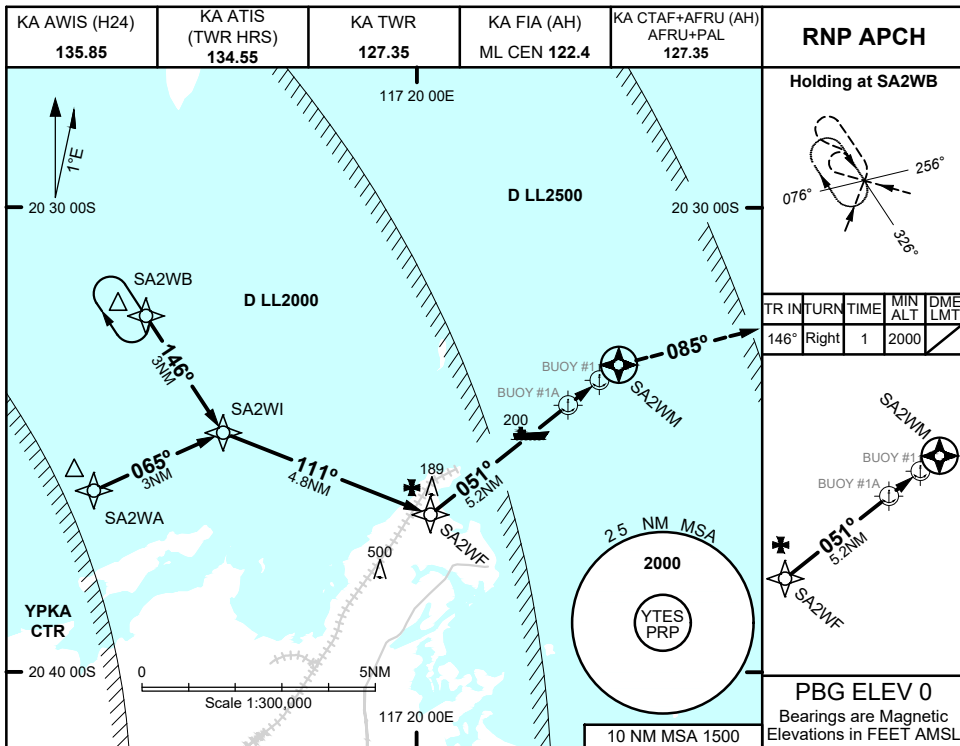 KA AWIS (H24)
135.85
KA ATIS
(TWR HRS)
134.55
KA TWR
127.35
KA FIA (AH)
ML CEN 122.4
KA CTAF+AFRU (AH)
AFRU+PAL
127.35
RNP APCH
117 20 00E
1°E
20 30 00S
D LL2500
20 30 00S
SA2WB
D LL2000
146°
3NM
SA2WI
065°
3NM
SA2WA
111°
4.8NM
189
500
SA2WF
051°
5.2NM
200
BUOY #1A
BUOY #1
SA2WM
085°
YPKA
CTR
20 40 00S
0
5NM
Scale 1:300,000
117 20 00E
25 NM MSA
2000
YTES
PRP
10 NM MSA 1500
Holding at SA2WB
256°
076°
326°
TR IN
TURN
TIME
MIN
ALT
DME
LMT
146°
Right
1
2000
SA2WM
BUOY #1
BUOY #1A
051°
5.2NM
SA2WF
PBG ELEV 0
Bearings are Magnetic
Elevations in FEET AMSL